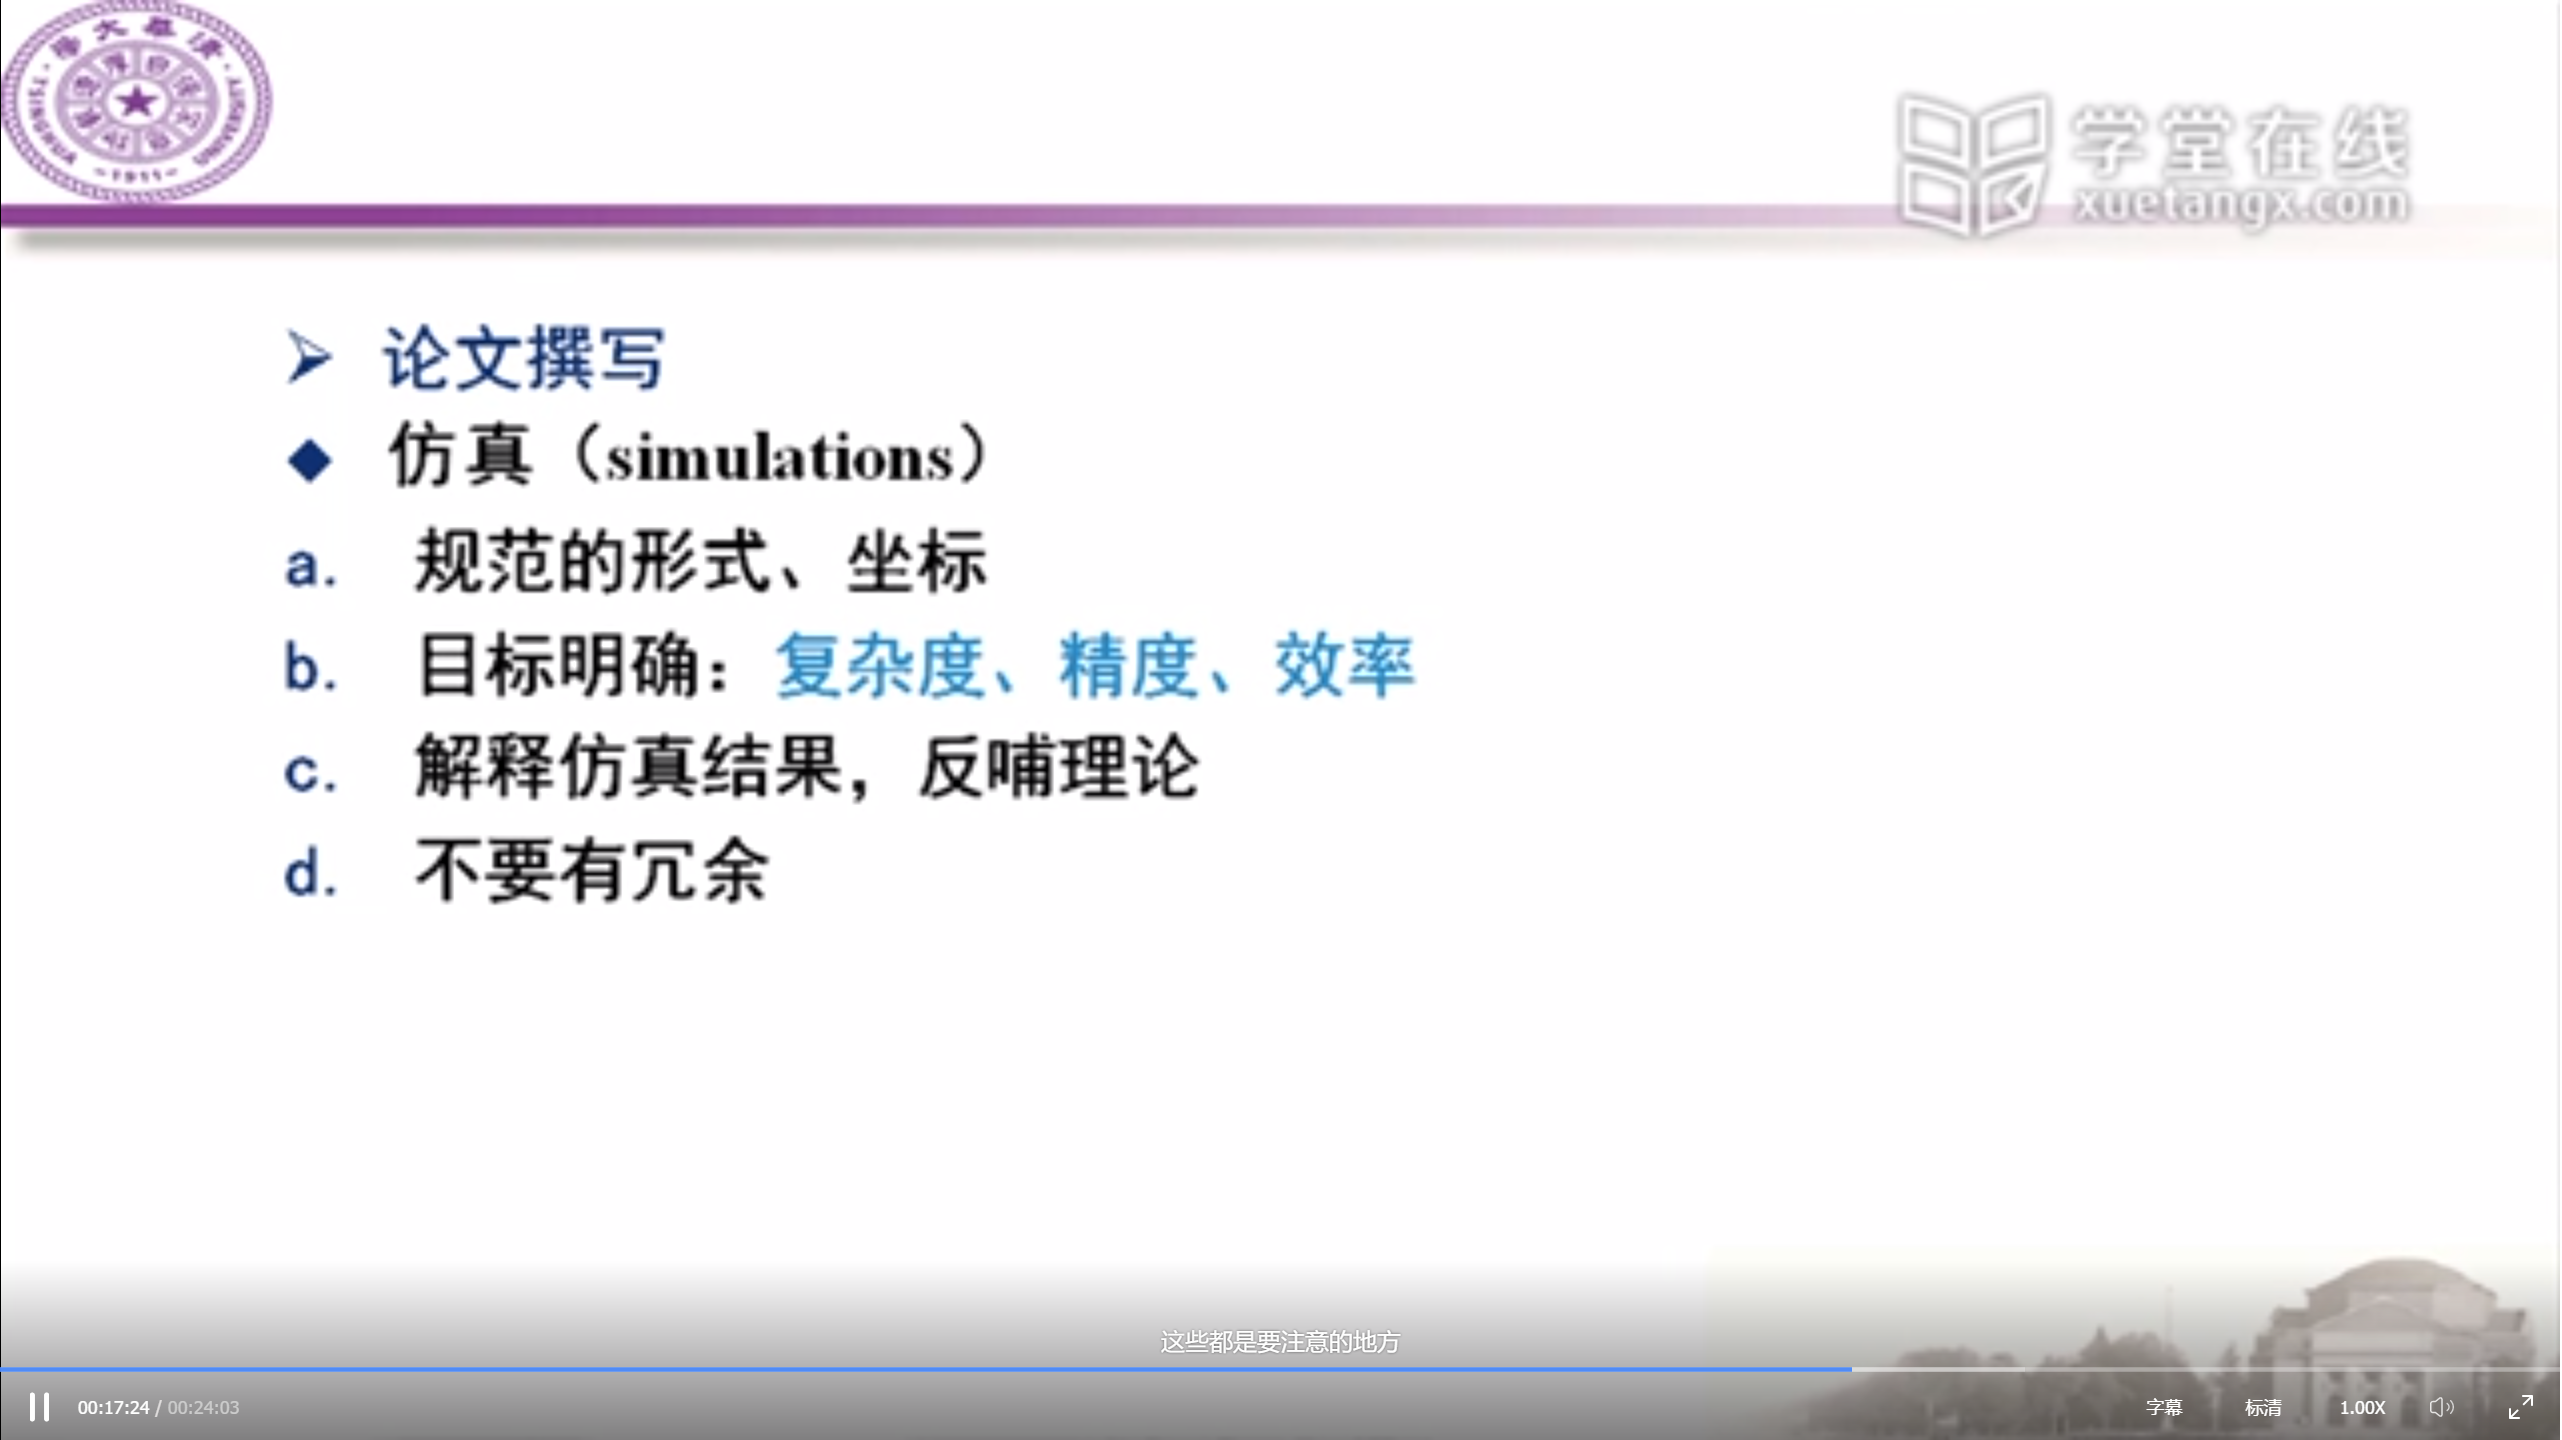 TSINGHUA UNIVERSITY
-1911-
学堂在线
xuetangx.com
➢ 论文撰写
◆ 仿真（simulations）
a. 规范的形式、坐标
b. 目标明确：复杂度、精度、效率
c. 解释仿真结果，反哺理论
d. 不要有冗余
这些都是要注意的地方
00:17:24 / 00:24:03
字幕 标清 1.00X